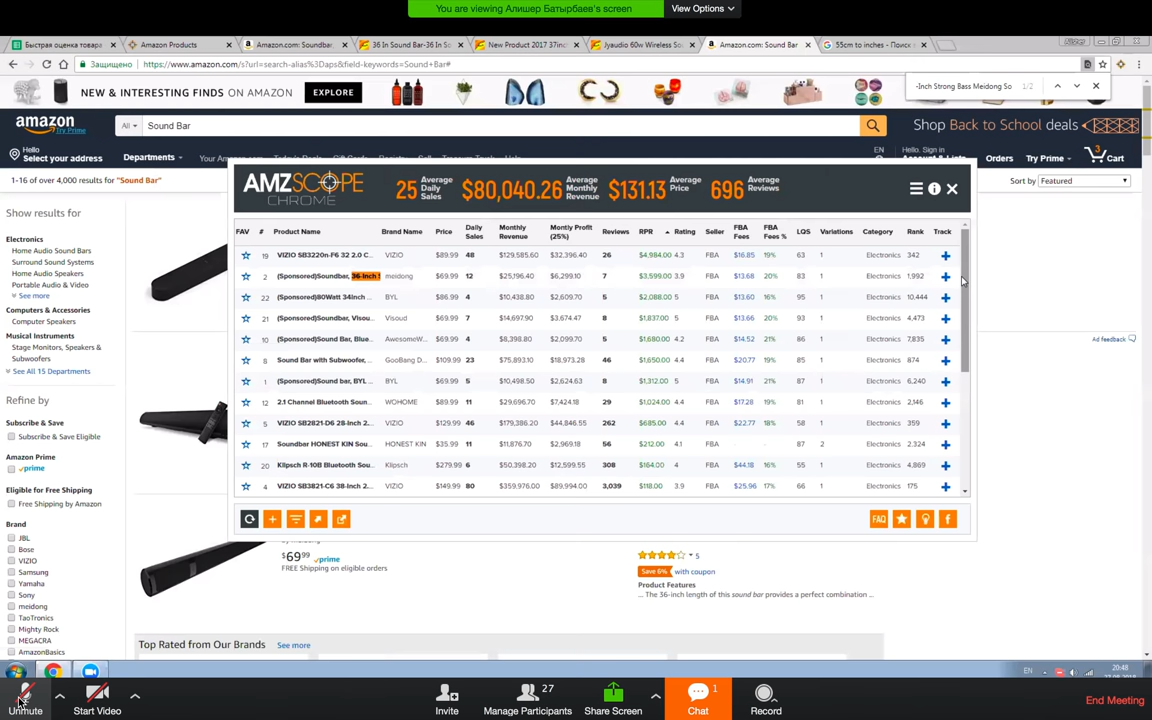 You are viewing Алишер Батырбаев's screen
View Options
Быстрая оценка товара
Amazon Products
Amazon.com: Soundbar,
36 In Sound Bar-36 In So
New Product 2017 37inch
Jyaudio 60w Wireless So
Amazon.com: Sound Bar
55cm to inches - Поиск
Защищено
https://www.amazon.com/s?url=search-alias%3Daps&field-keywords=Sound+Bar#
-Inch Strong Bass Meidong So
1/2
NEW & INTERESTING FINDS ON AMAZON
EXPLORE
amazon
Try Prime
All
Sound Bar
Shop Back to School deals
Hello
Select your address
Departments
EN
Hello. Sign in
Orders
Try Prime
3
Cart
1-16 of over 4,000 results for "Sound Bar"
Sort by
Featured
AMZSCOPE
CHROME
25 Average Daily Sales
$80,040.26 Average Monthly Revenue
$131.13 Average Price
696 Average Reviews
FAV # Product Name Brand Name Price Daily Sales Monthly Revenue Montly Profit (25%) Reviews RPR Rating Seller FBA Fees FBA Fees % LQS Variations Category Rank Track
19 VIZIO SB3220n-F6 32 2.0 C... VIZIO $89.99 48 $129,585.60 $32,396.40 26 $4,984.00 4.3 FBA $16.85 19% 63 1 Electronics 342
2 (Sponsored)Soundbar, 36-Inch meidong $69.99 12 $25,196.40 $6,299.10 7 $3,599.00 3.9 FBA $13.68 20% 83 1 Electronics 1,992
22 (Sponsored)80Watt 34Inch ... BYL $86.99 4 $10,438.80 $2,609.70 5 $2,088.00 5 FBA $13.60 16% 95 1 Electronics 10,444
21 (Sponsored)Soundbar, Visou... Visoud $69.99 7 $14,697.90 $3,674.47 8 $1,837.00 5 FBA $13.66 20% 93 1 Electronics 4,473
10 (Sponsored)Sound Bar, Blue... AwesomeW... $69.99 4 $8,398.80 $2,099.70 5 $1,680.00 4.2 FBA $14.52 21% 86 1 Electronics 7,835
8 Sound Bar with Subwoofer, ... GooBang D... $109.99 23 $75,893.10 $18,973.28 46 $1,650.00 4.4 FBA $20.77 19% 85 1 Electronics 874
1 (Sponsored)Sound bar, BYL ... BYL $69.99 5 $10,498.50 $2,624.63 8 $1,312.00 5 FBA $14.91 21% 87 1 Electronics 6,240
12 2.1 Channel Bluetooth Soun... WOHOME $89.99 11 $29,696.70 $7,424.18 29 $1,024.00 4.4 FBA $17.28 19% 81 1 Electronics 2,146
5 VIZIO SB2821-D6 28-Inch 2... VIZIO $129.99 46 $179,386.20 $44,846.55 262 $685.00 4.4 FBA $22.77 18% 58 1 Electronics 359
17 Soundbar HONEST KIN Sou... HONEST KIN $35.99 11 $11,876.70 $2,969.18 56 $212.00 4.1 FBA - - 87 2 Electronics 2,324
20 Klipsch R-10B Bluetooth Sou... Klipsch $279.99 6 $50,398.20 $12,599.55 308 $164.00 4 FBA $44.18 16% 55 1 Electronics 4,869
4 VIZIO SB3821-C6 38-Inch 2... VIZIO $149.99 80 $359,976.00 $89,994.00 3,039 $118.00 3.9 FBA $25.96 17% 66 1 Electronics 175
FAQ
Show results for
Electronics
Home Audio Sound Bars
Surround Sound Systems
Home Audio Speakers
Portable Audio & Video
See more
Computers & Accessories
Computer Speakers
Musical Instruments
Stage Monitors, Speakers &
Subwoofers
See All 15 Departments
Refine by
Subscribe & Save
Subscribe & Save Eligible
Amazon Prime
prime
Eligible for Free Shipping
Free Shipping by Amazon
Brand
JBL
Bose
VIZIO
Samsung
Yamaha
Sony
meidong
TaoTronics
Mighty Rock
MEGACRA
AmazonBasics
Ad feedback
$69.99 prime
FREE Shipping on eligible orders
5
Save 6% with coupon
Product Features
... The 36-inch length of this sound bar provides a perfect combination ...
Top Rated from Our Brands
See more
EN
20:48
Unmute
Start Video
Invite
27
Manage Participants
Share Screen
1
Chat
Record
End Meeting